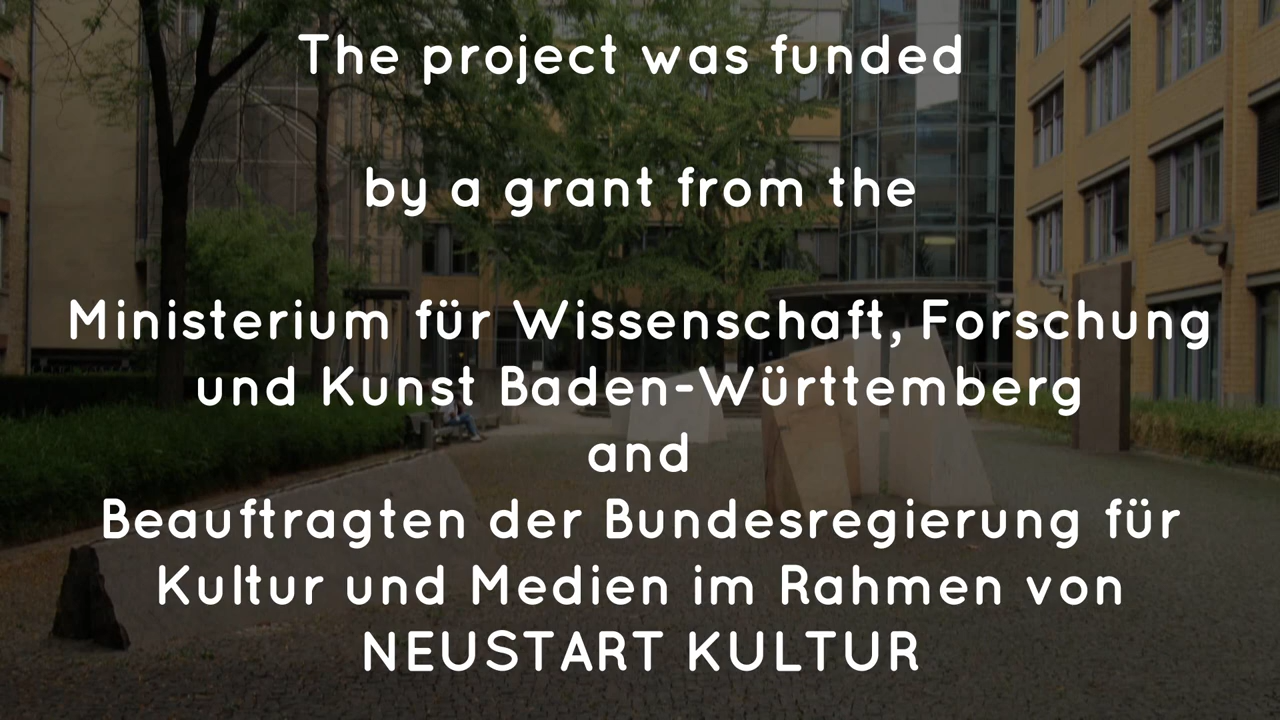 The project was funded
by a grant from the
Ministerium für Wissenschaft, Forschung
und Kunst Baden-Württemberg
and
Beauftragten der Bundesregierung für
Kultur und Medien im Rahmen von
NEUSTART KULTUR